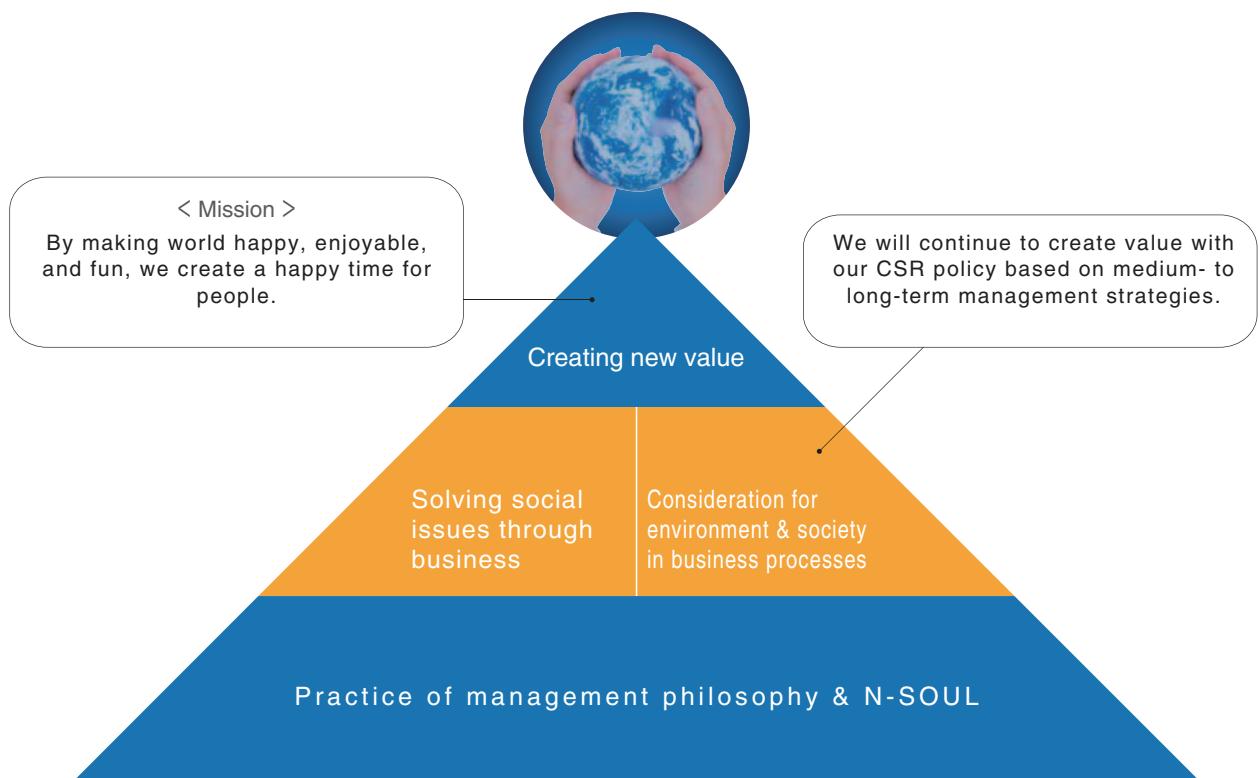 < Mission >
By making world happy, enjoyable,
and fun, we create a happy time for
people.
We will continue to create value with
our CSR policy based on medium- to
long-term management strategies.
Creating new value
Solving social
issues through
business
Consideration for
environment & society
in business processes
Practice of management philosophy & N-SOUL